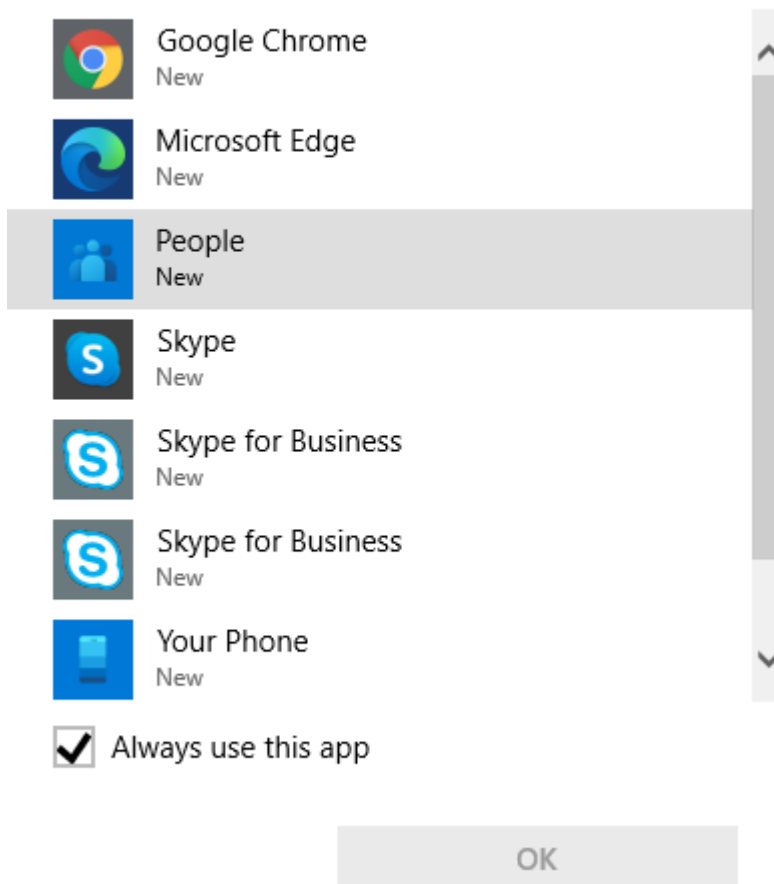 Google Chrome
New
Microsoft Edge
New
People
New
Skype
New
Skype for Business
New
Skype for Business
New
Your Phone
New
Always use this app
OK